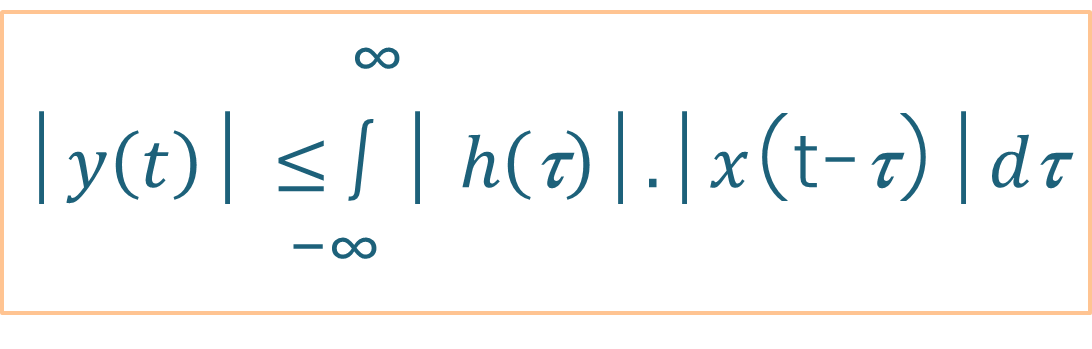 ∞
|y(t)| ≤ ∫ | h(τ)|.|x(t−τ) |dτ
−∞